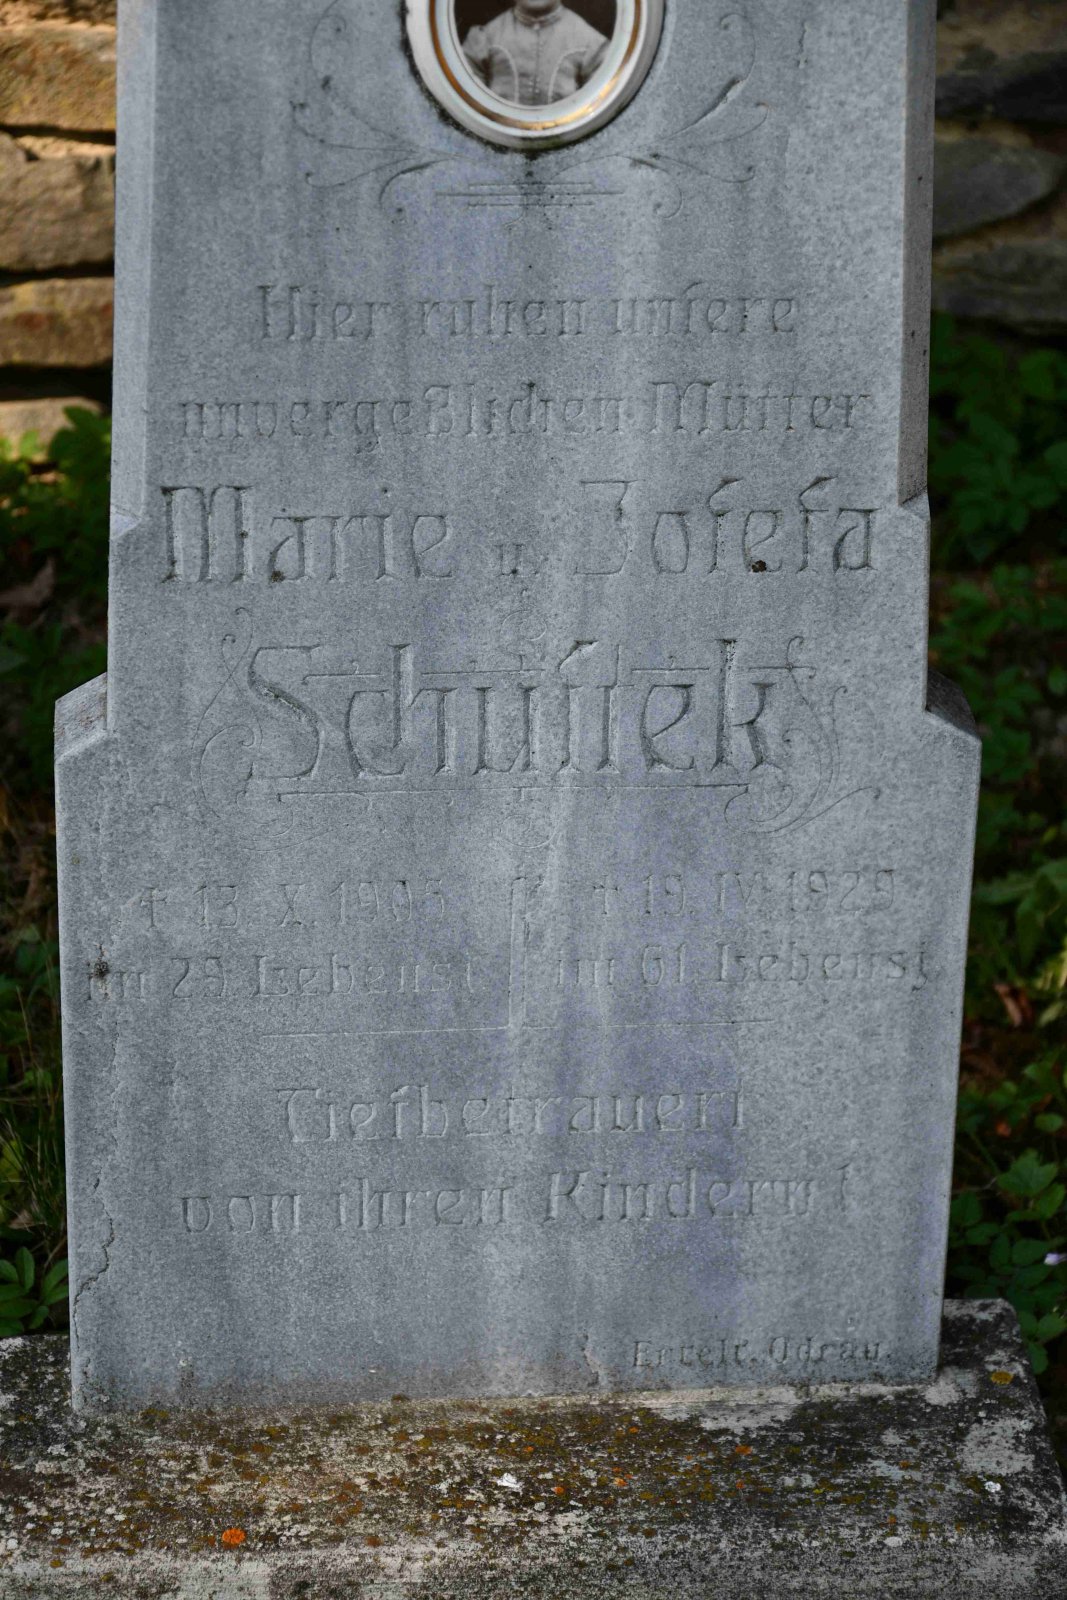 Hier ruhen unsere
unvergeßlichen Mütter
Marie u. Josefa
Schustek
† 13. X. 1905 † 19. IV. 1929
im 29. Lebensj. im 61. Lebensj.
Tiefbetrauert
von ihren Kindern!
Odrau.